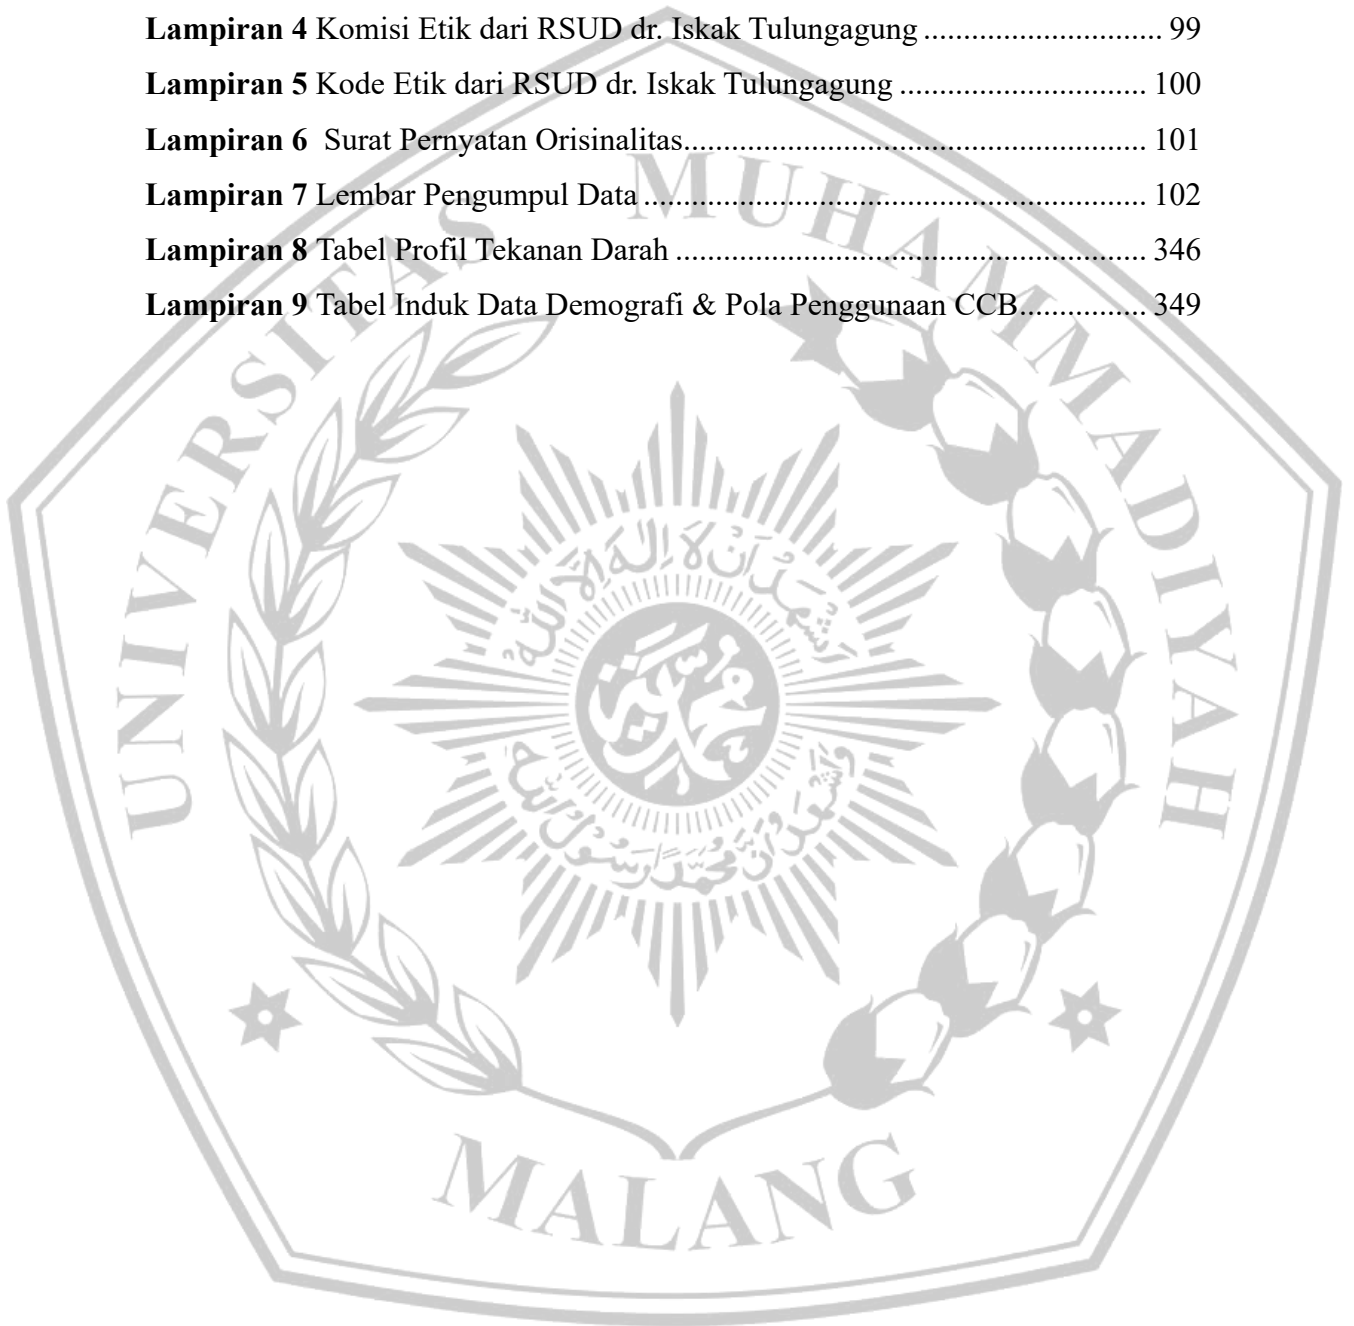 Lampiran 4 Komisi Etik dari RSUD dr. Iskak Tulungagung ............................. 99
Lampiran 5 Kode Etik dari RSUD dr. Iskak Tulungagung ............................... 100
Lampiran 6  Surat Pernyatan Orisinalitas.......................................................... 101
Lampiran 7 Lembar Pengumpul Data ............................................................... 102
Lampiran 8 Tabel Profil Tekanan Darah ........................................................... 346
Lampiran 9 Tabel Induk Data Demografi & Pola Penggunaan CCB................ 349
UNIVERSITAS MUHAMMADIYAH
MALANG